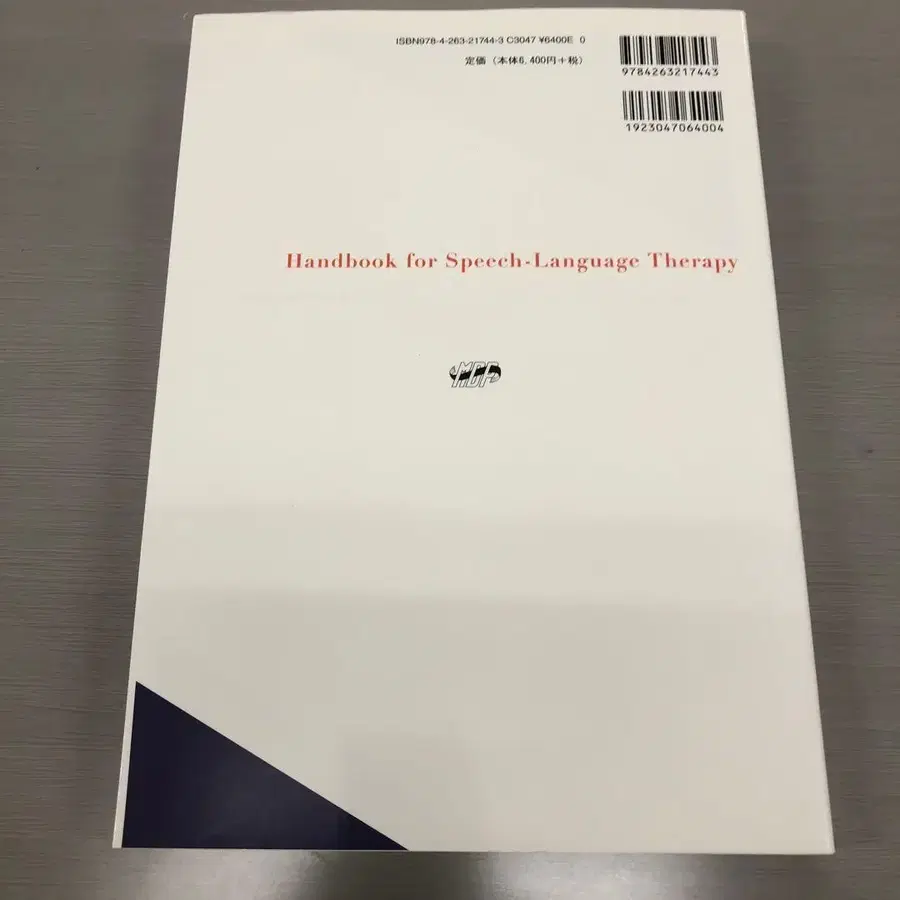 ISBN978-4-263-21744-3 C3047 ¥6400E 0
定価（本体6,400円＋税）
9784263217443
1923047064004
Handbook for Speech-Language Therapy
MDP